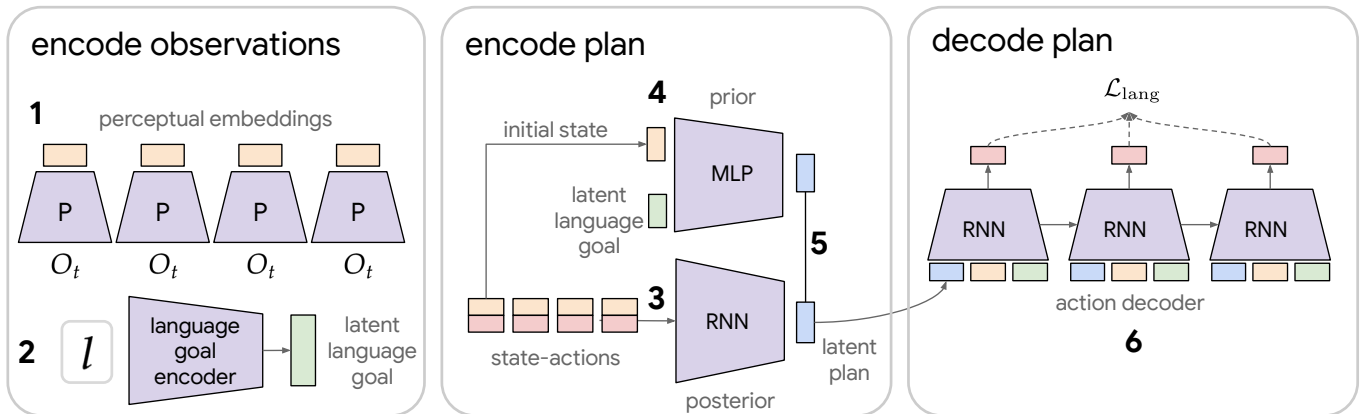 encode observations
1
perceptual embeddings
P P P P
O_t O_t O_t O_t
2
l
language
goal
encoder
latent
language
goal
encode plan
4
prior
initial state
MLP
latent
language
goal
5
3
RNN
state-actions
latent
plan
posterior
decode plan
ℒ_lang
RNN RNN RNN
action decoder
6